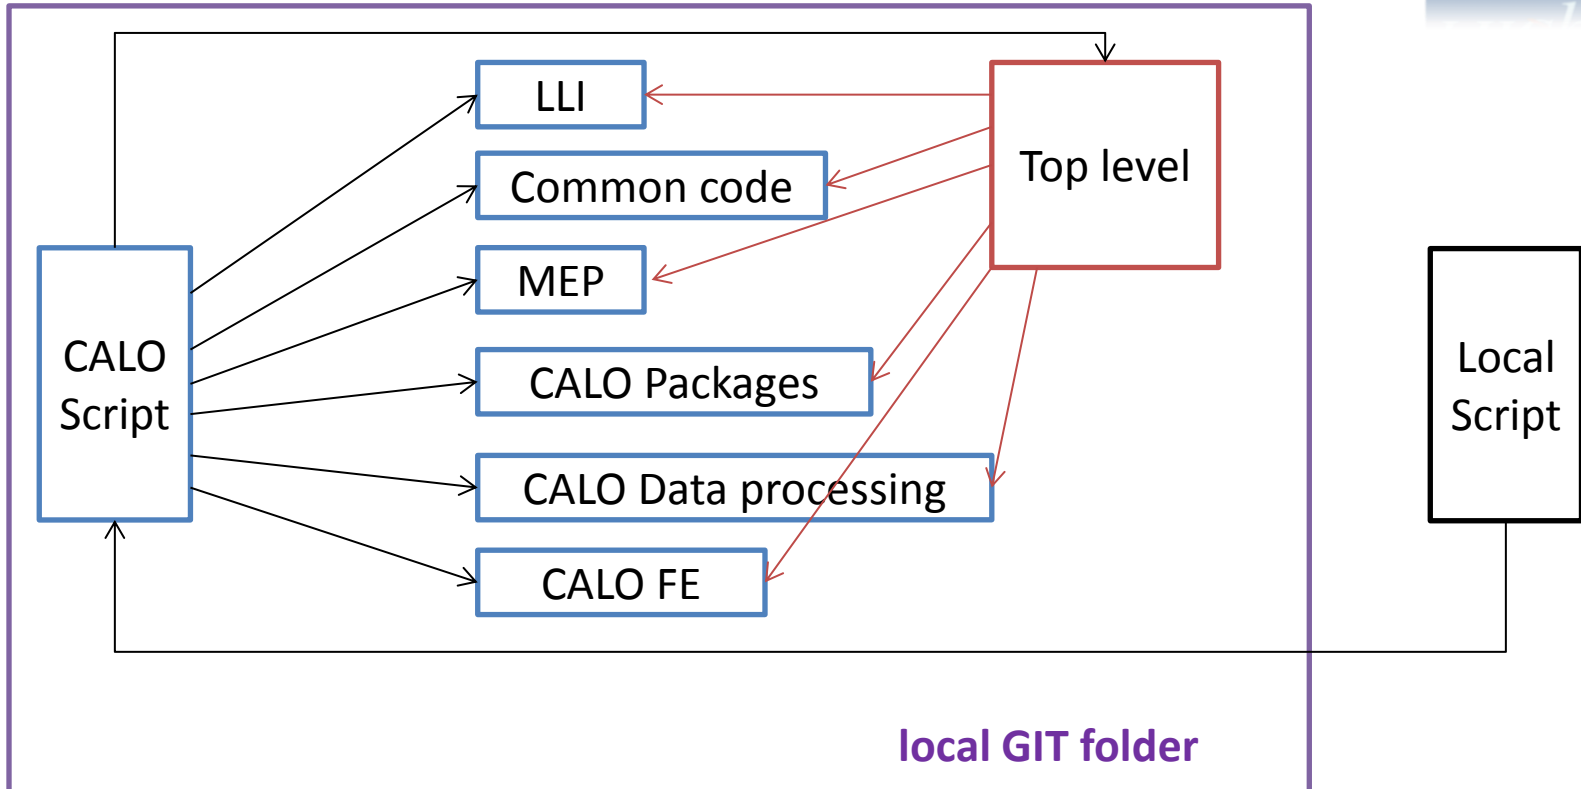 LLI
Common code
Top level
MEP
CALO
Script
CALO Packages
Local
Script
CALO Data processing
CALO FE
local GIT folder